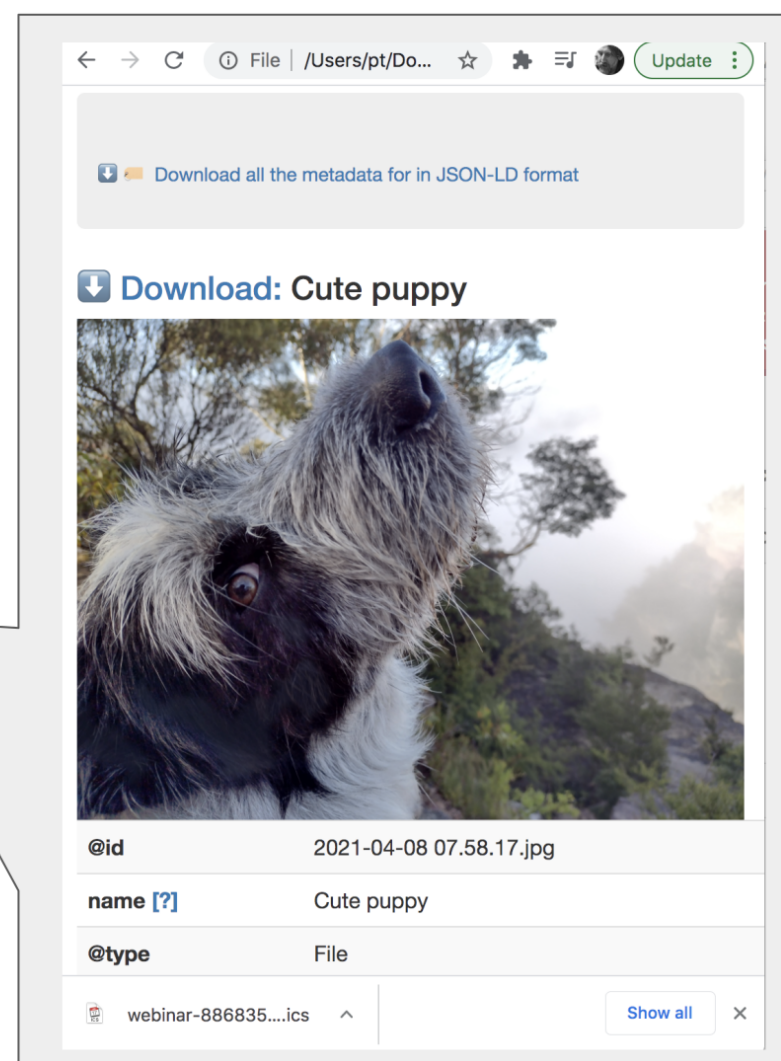 File | /Users/pt/Do...
Update
Download all the metadata for in JSON-LD format
Download: Cute puppy
@id 2021-04-08 07.58.17.jpg
name [?] Cute puppy
@type File
webinar-886835....ics
Show all